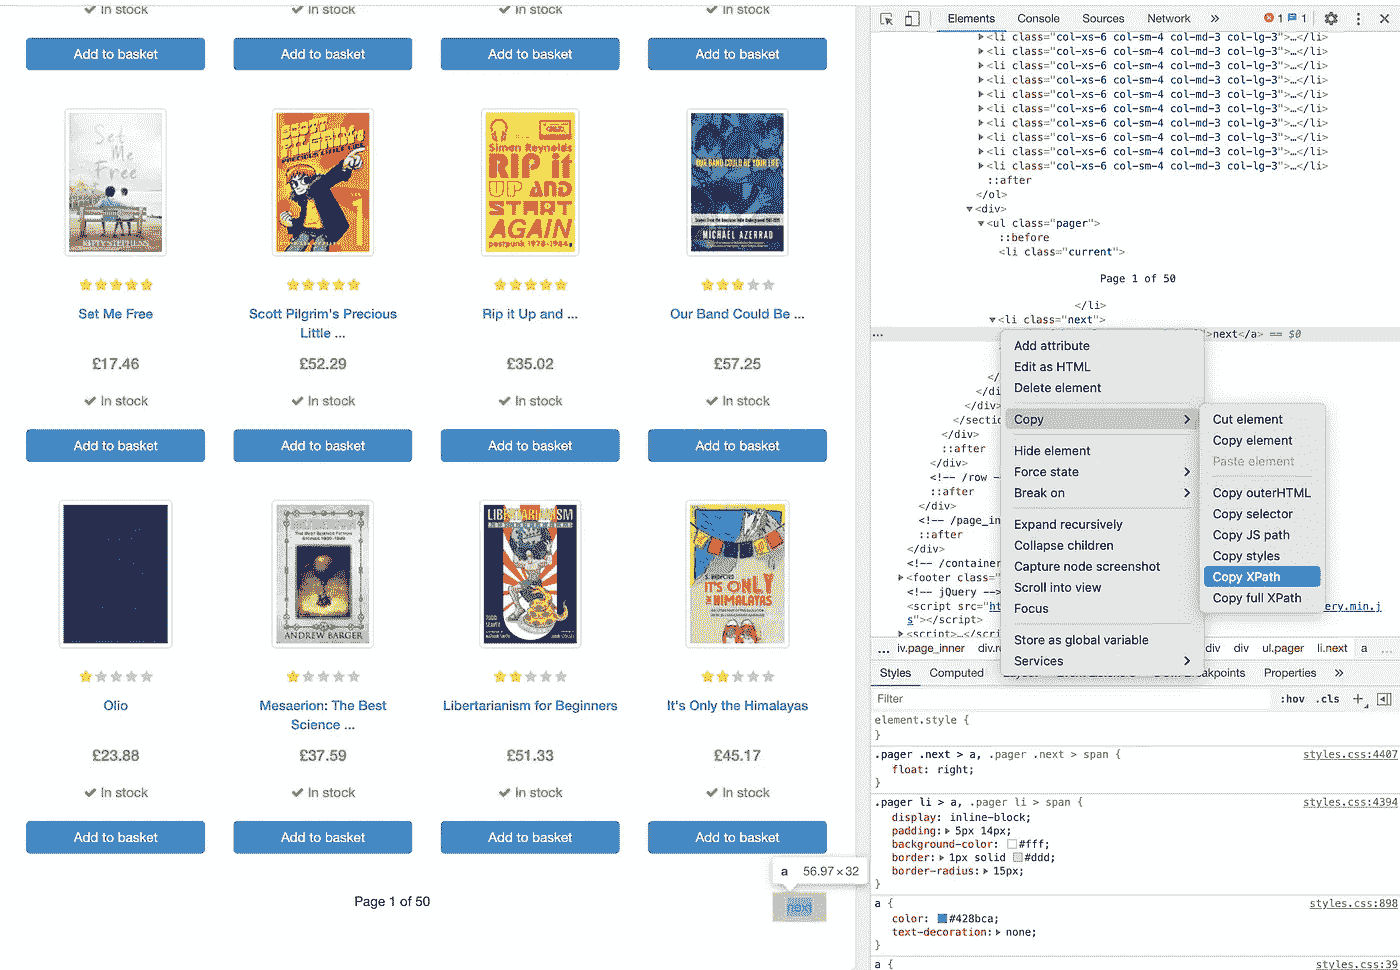 In stock
In stock
In stock
In stock
Add to basket
Add to basket
Add to basket
Add to basket
Set
Me
Free
KITTY STEPHENS
SCOTT
PILGRIM'S
PRECIOUS LITTLE LIFE
VOL
1
Simon Reynolds
RIP it
UP AND
START
AGAIN
postpunk 1978-1984
OUR BAND COULD BE YOUR LIFE
MICHAEL AZERRAD
Set Me Free
Scott Pilgrim's Precious
Little ...
Rip it Up and ...
Our Band Could Be ...
£17.46
£52.29
£35.02
£57.25
In stock
In stock
In stock
In stock
Add to basket
Add to basket
Add to basket
Add to basket
ANDREW BARGER
LIBERTARIANISM
IT'S ONLY
HIMALAYAS
Olio
Mesaerion: The Best
Science ...
Libertarianism for Beginners
It's Only the Himalayas
£23.88
£37.59
£51.33
£45.17
In stock
In stock
In stock
In stock
Add to basket
Add to basket
Add to basket
Add to basket
a 56.97 × 32
Page 1 of 50
next
Elements Console Sources Network » 1 1
<li class="col-xs-6 col-sm-4 col-md-3 col-lg-3">…</li>
<li class="col-xs-6 col-sm-4 col-md-3 col-lg-3">…</li>
<li class="col-xs-6 col-sm-4 col-md-3 col-lg-3">…</li>
<li class="col-xs-6 col-sm-4 col-md-3 col-lg-3">…</li>
<li class="col-xs-6 col-sm-4 col-md-3 col-lg-3">…</li>
<li class="col-xs-6 col-sm-4 col-md-3 col-lg-3">…</li>
<li class="col-xs-6 col-sm-4 col-md-3 col-lg-3">…</li>
<li class="col-xs-6 col-sm-4 col-md-3 col-lg-3">…</li>
<li class="col-xs-6 col-sm-4 col-md-3 col-lg-3">…</li>
<li class="col-xs-6 col-sm-4 col-md-3 col-lg-3">…</li>
::after
</ol>
<div>
<ul class="pager">
::before
<li class="current">
Page 1 of 50
</li>
<li class="next">
... ">next</a> == $0
</
</di
</div>
</sectio
</div>
::after
</div>
<!-- /row -
::after
</div>
<!-- /page_in
::after
</div>
<!-- /container
<footer class="
<!-- jQuery --
<script src="ht ery.min.j
s"></script>
<script>…</scri
Add attribute
Edit as HTML
Delete element
Copy
Hide element
Force state
Break on
Expand recursively
Collapse children
Capture node screenshot
Scroll into view
Focus
Store as global variable
Services
Cut element
Copy element
Paste element
Copy outerHTML
Copy selector
Copy JS path
Copy styles
Copy XPath
Copy full XPath
... iv.page_inner div.r div div ul.pager li.next a ...
Styles Computed Layout Event Listeners DOM Breakpoints Properties »
Filter :hov .cls +
element.style {
}
.pager .next > a, .pager .next > span { styles.css:4407
float: right;
}
.pager li > a, .pager li > span { styles.css:4394
display: inline-block;
padding: 5px 14px;
background-color: #fff;
border: 1px solid #ddd;
border-radius: 15px;
}
a { styles.css:898
color: #428bca;
text-decoration: none;
}
a { styles.css:39